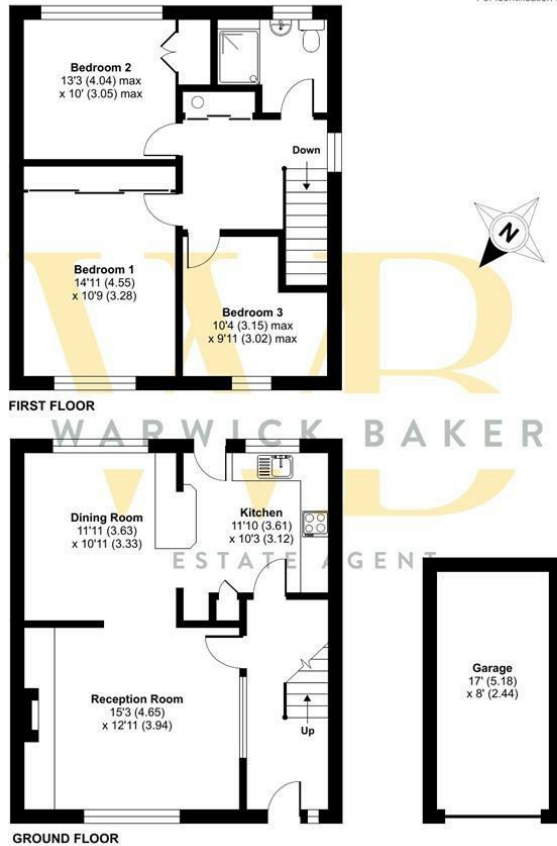 Bedroom 2
13'3 (4.04) max
x 10' (3.05) max
Down
N
Bedroom 1
14'11 (4.55)
x 10'9 (3.28)
Bedroom 3
10'4 (3.15) max
x 9'11 (3.02) max
FIRST FLOOR
WB
WARWICK BAKER
ESTATE AGENT
Dining Room
11'11 (3.63)
x 10'11 (3.33)
Kitchen
11'10 (3.61)
x 10'3 (3.12)
Reception Room
15'3 (4.65)
x 12'11 (3.94)
Up
Garage
17' (5.18)
x 8' (2.44)
GROUND FLOOR